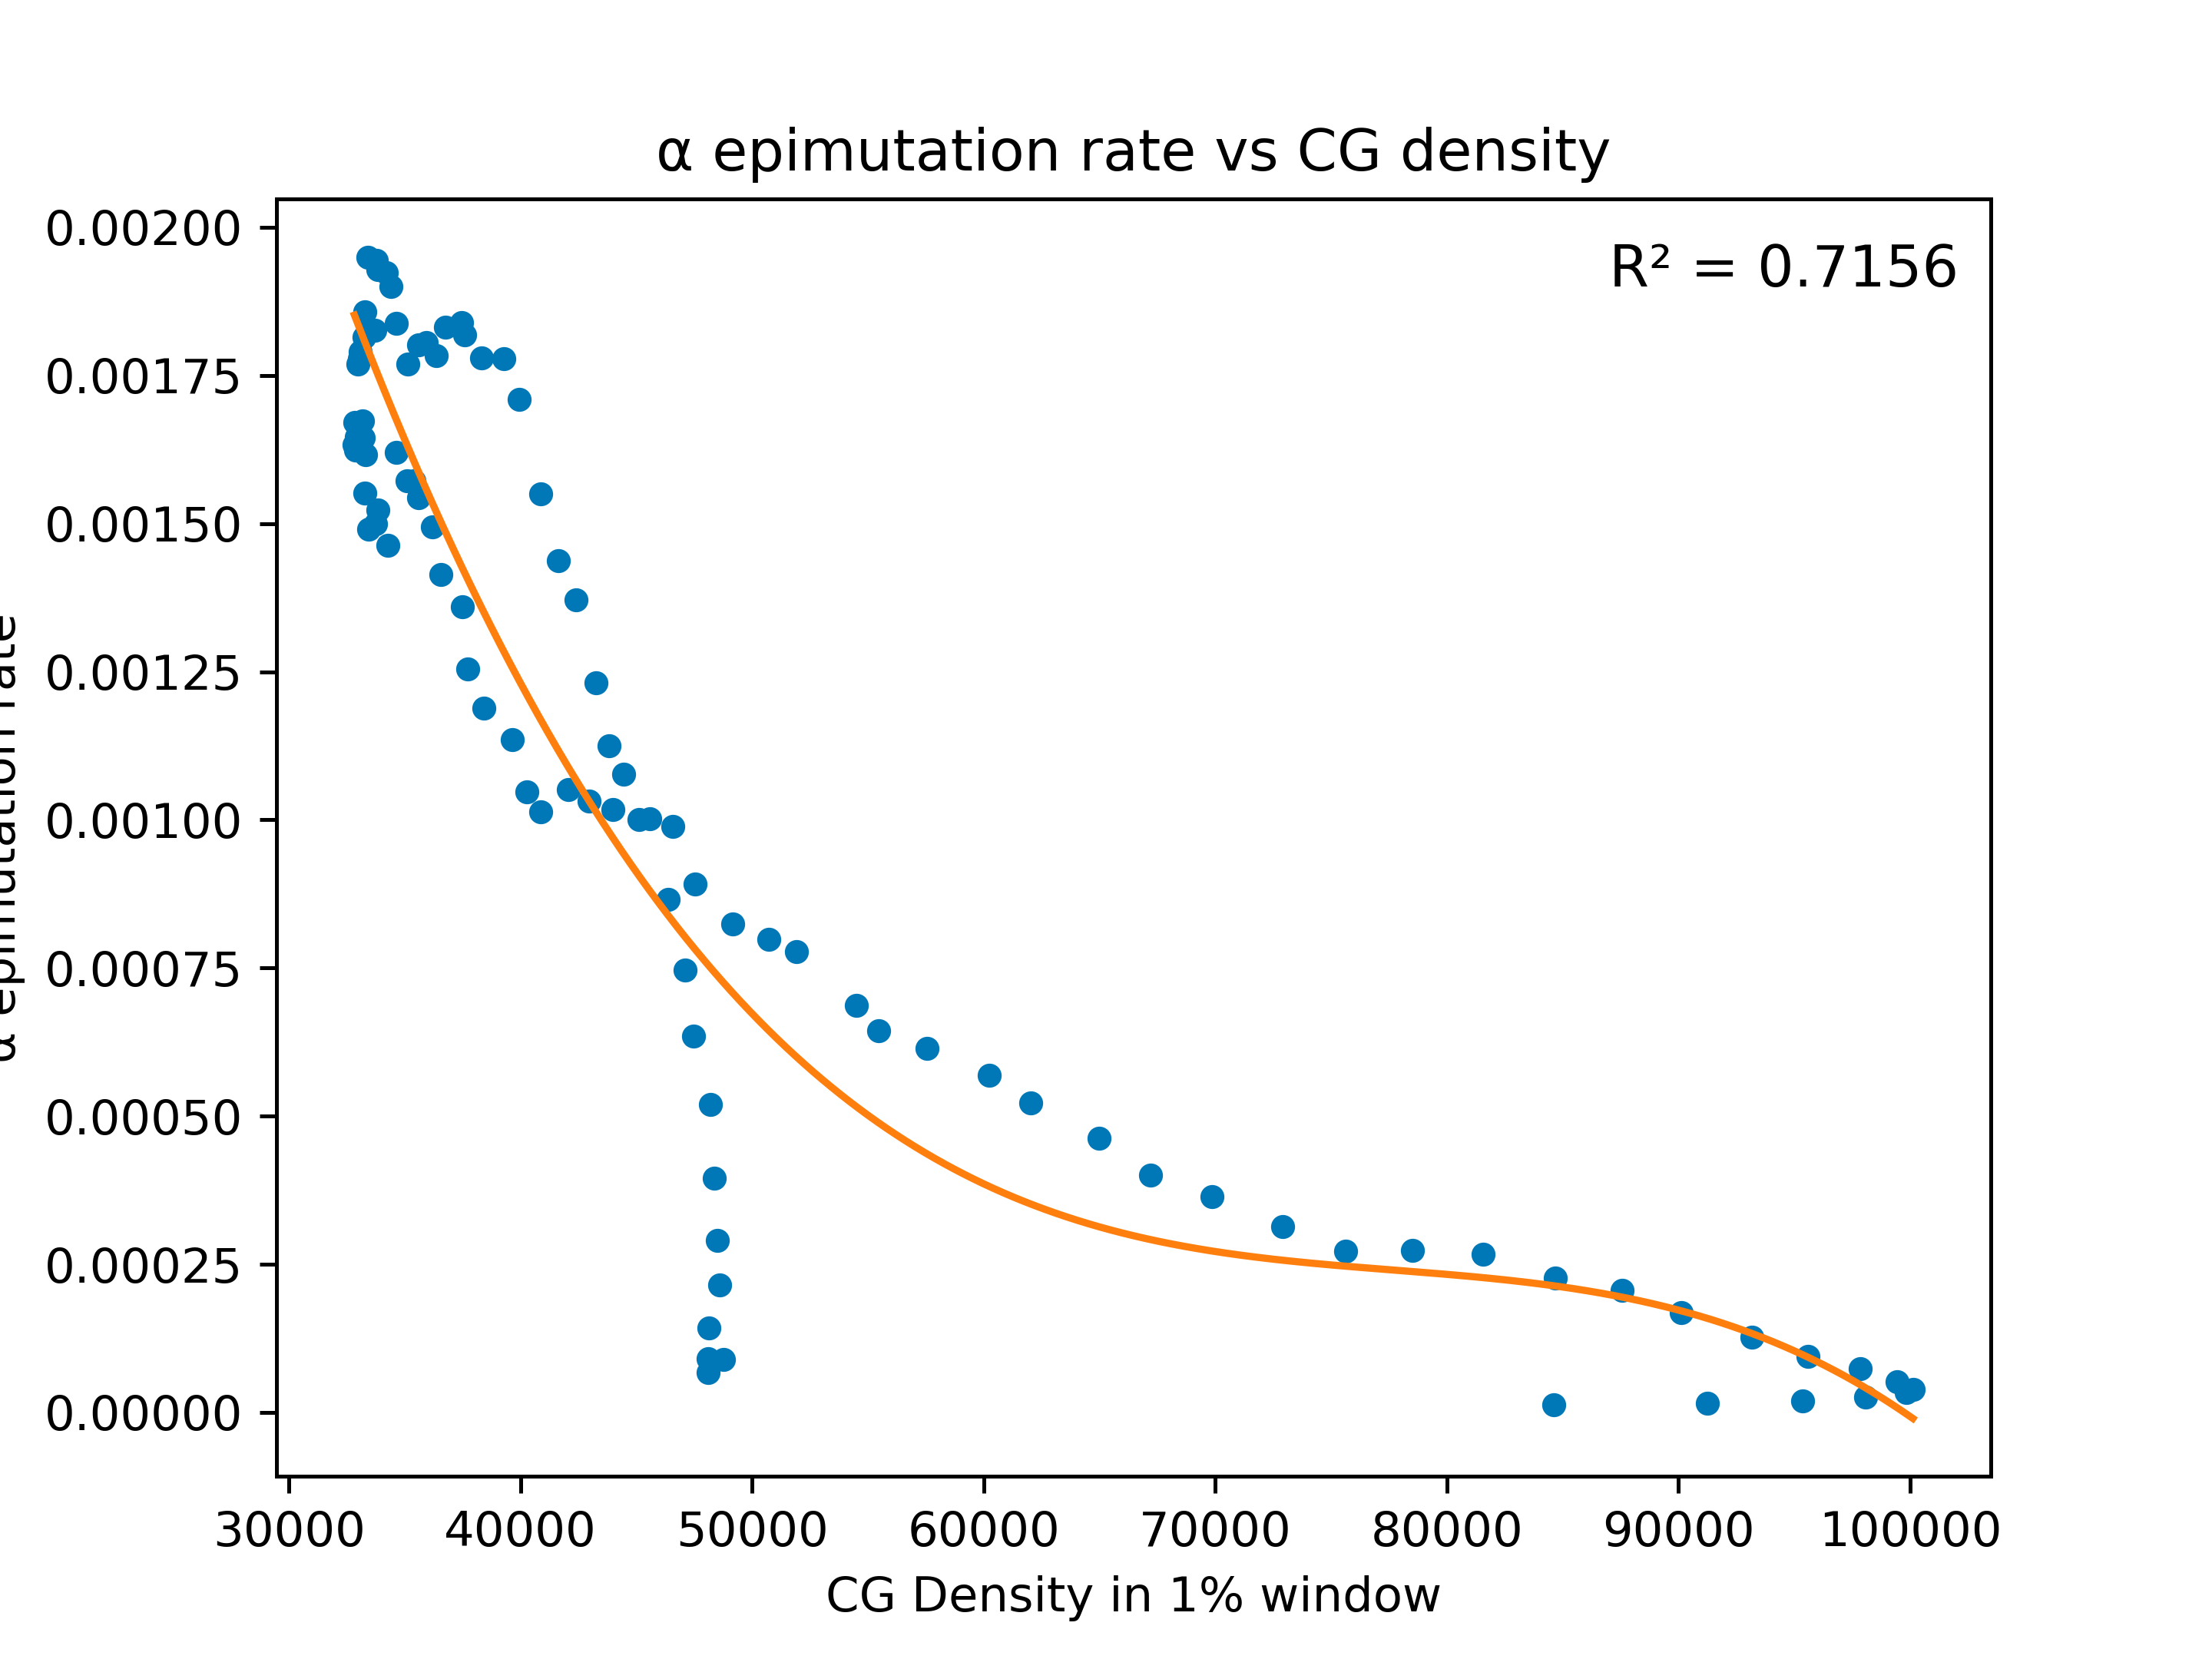 α epimutation rate vs CG density
R² = 0.7156
0.00200
0.00175
0.00150
0.00125
0.00100
0.00075
0.00050
0.00025
0.00000
α epimutation rate
30000 40000 50000 60000 70000 80000 90000 100000
CG Density in 1% window